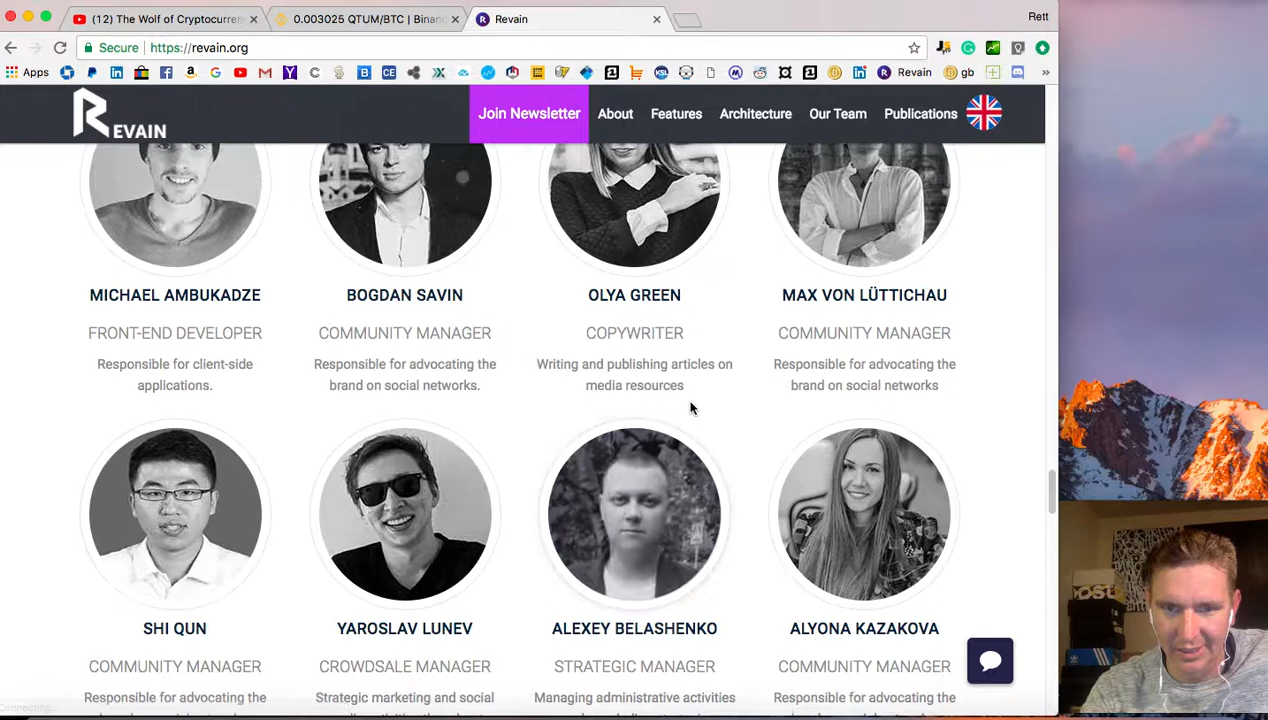 (12) The Wolf of Cryptocurren
0.003025 QTUM/BTC | Binan
Revain
Rett
Secure
https://revain.org
Apps
Revain
gb
»
REVAIN
Join Newsletter
About
Features
Architecture
Our Team
Publications
MICHAEL AMBUKADZE
BOGDAN SAVIN
OLYA GREEN
MAX VON LÜTTICHAU
FRONT-END DEVELOPER
COMMUNITY MANAGER
COPYWRITER
COMMUNITY MANAGER
Responsible for client-side
applications.
Responsible for advocating the
brand on social networks.
Writing and publishing articles on
media resources
Responsible for advocating the
brand on social networks
SHI QUN
YAROSLAV LUNEV
ALEXEY BELASHENKO
ALYONA KAZAKOVA
COMMUNITY MANAGER
CROWDSALE MANAGER
STRATEGIC MANAGER
COMMUNITY MANAGER
Responsible for advocating the
Strategic marketing and social
Managing administrative activities
Responsible for advocating the
Connecting...